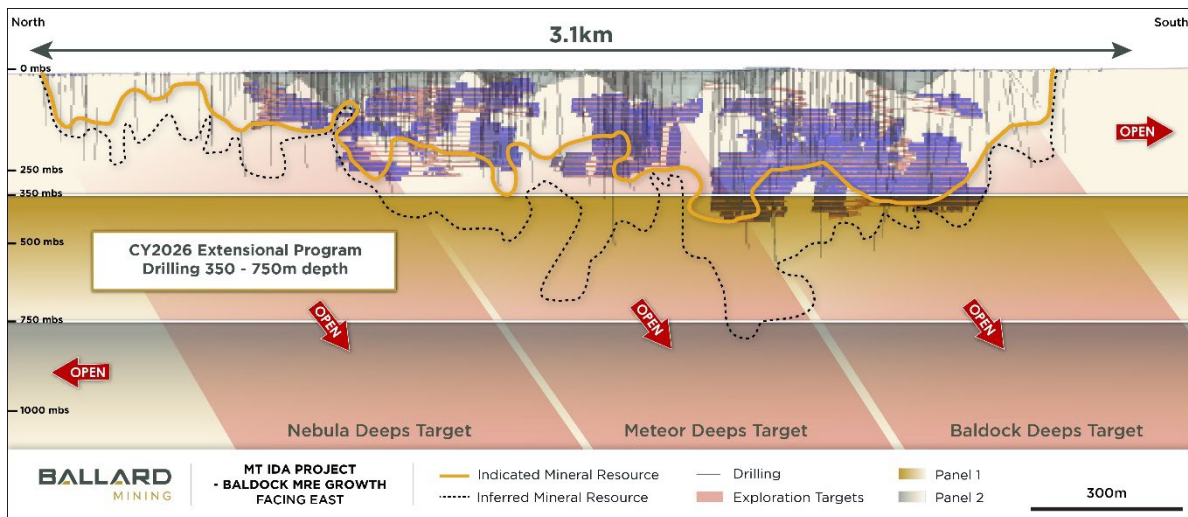 North
South
3.1km
0 mbs
OPEN
250 mbs
350 mbs
500 mbs
CY2026 Extensional Program
Drilling 350 - 750m depth
750 mbs
OPEN
OPEN
OPEN
OPEN
1000 mbs
Nebula Deeps Target
Meteor Deeps Target
Baldock Deeps Target
BALLARD
MINING
MT IDA PROJECT
- BALDOCK MRE GROWTH
FACING EAST
Indicated Mineral Resource
Inferred Mineral Resource
Drilling
Exploration Targets
Panel 1
Panel 2
300m